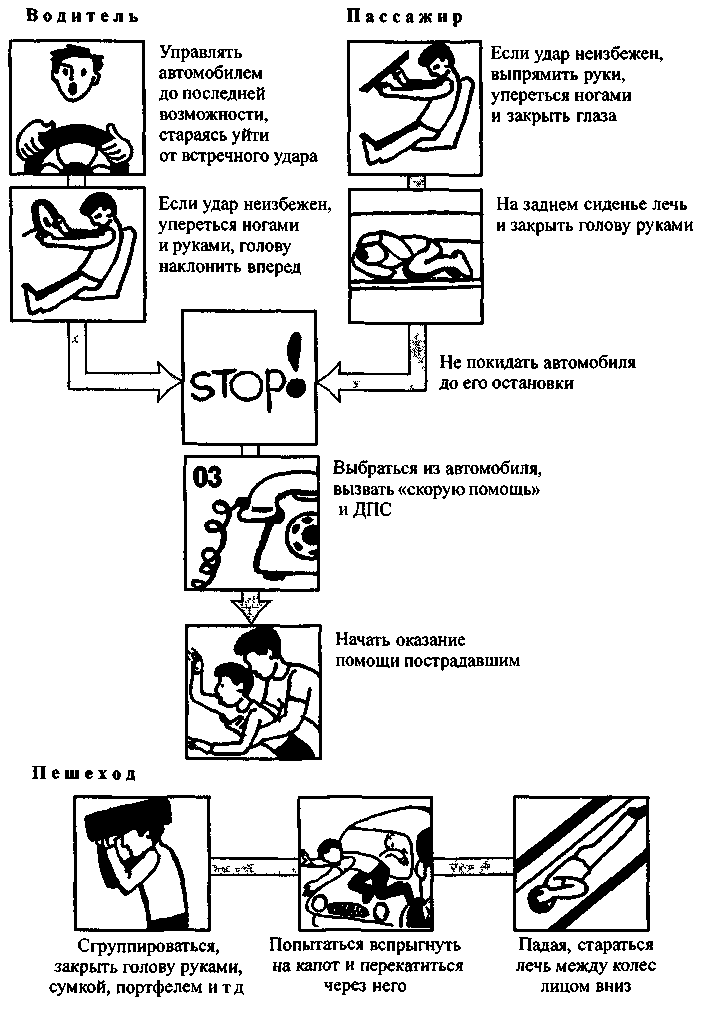 Водитель
Управлять
автомобилем
до последней
возможности,
стараясь уйти
от встречного удара
Если удар неизбежен,
упереться ногами
и руками, голову
наклонить вперед
Пассажир
Если удар неизбежен,
выпрямить руки,
упереться ногами
и закрыть глаза
На заднем сиденье лечь
и закрыть голову руками
STOP!
Не покидать автомобиля
до его остановки
03
Выбраться из автомобиля,
вызвать «скорую помощь»
и ДПС
Начать оказание
помощи пострадавшим
Пешеход
Сгруппироваться,
закрыть голову руками,
сумкой, портфелем и т д
Попытаться вспрыгнуть
на капот и перекатиться
через него
Падая, стараться
лечь между колес
лицом вниз